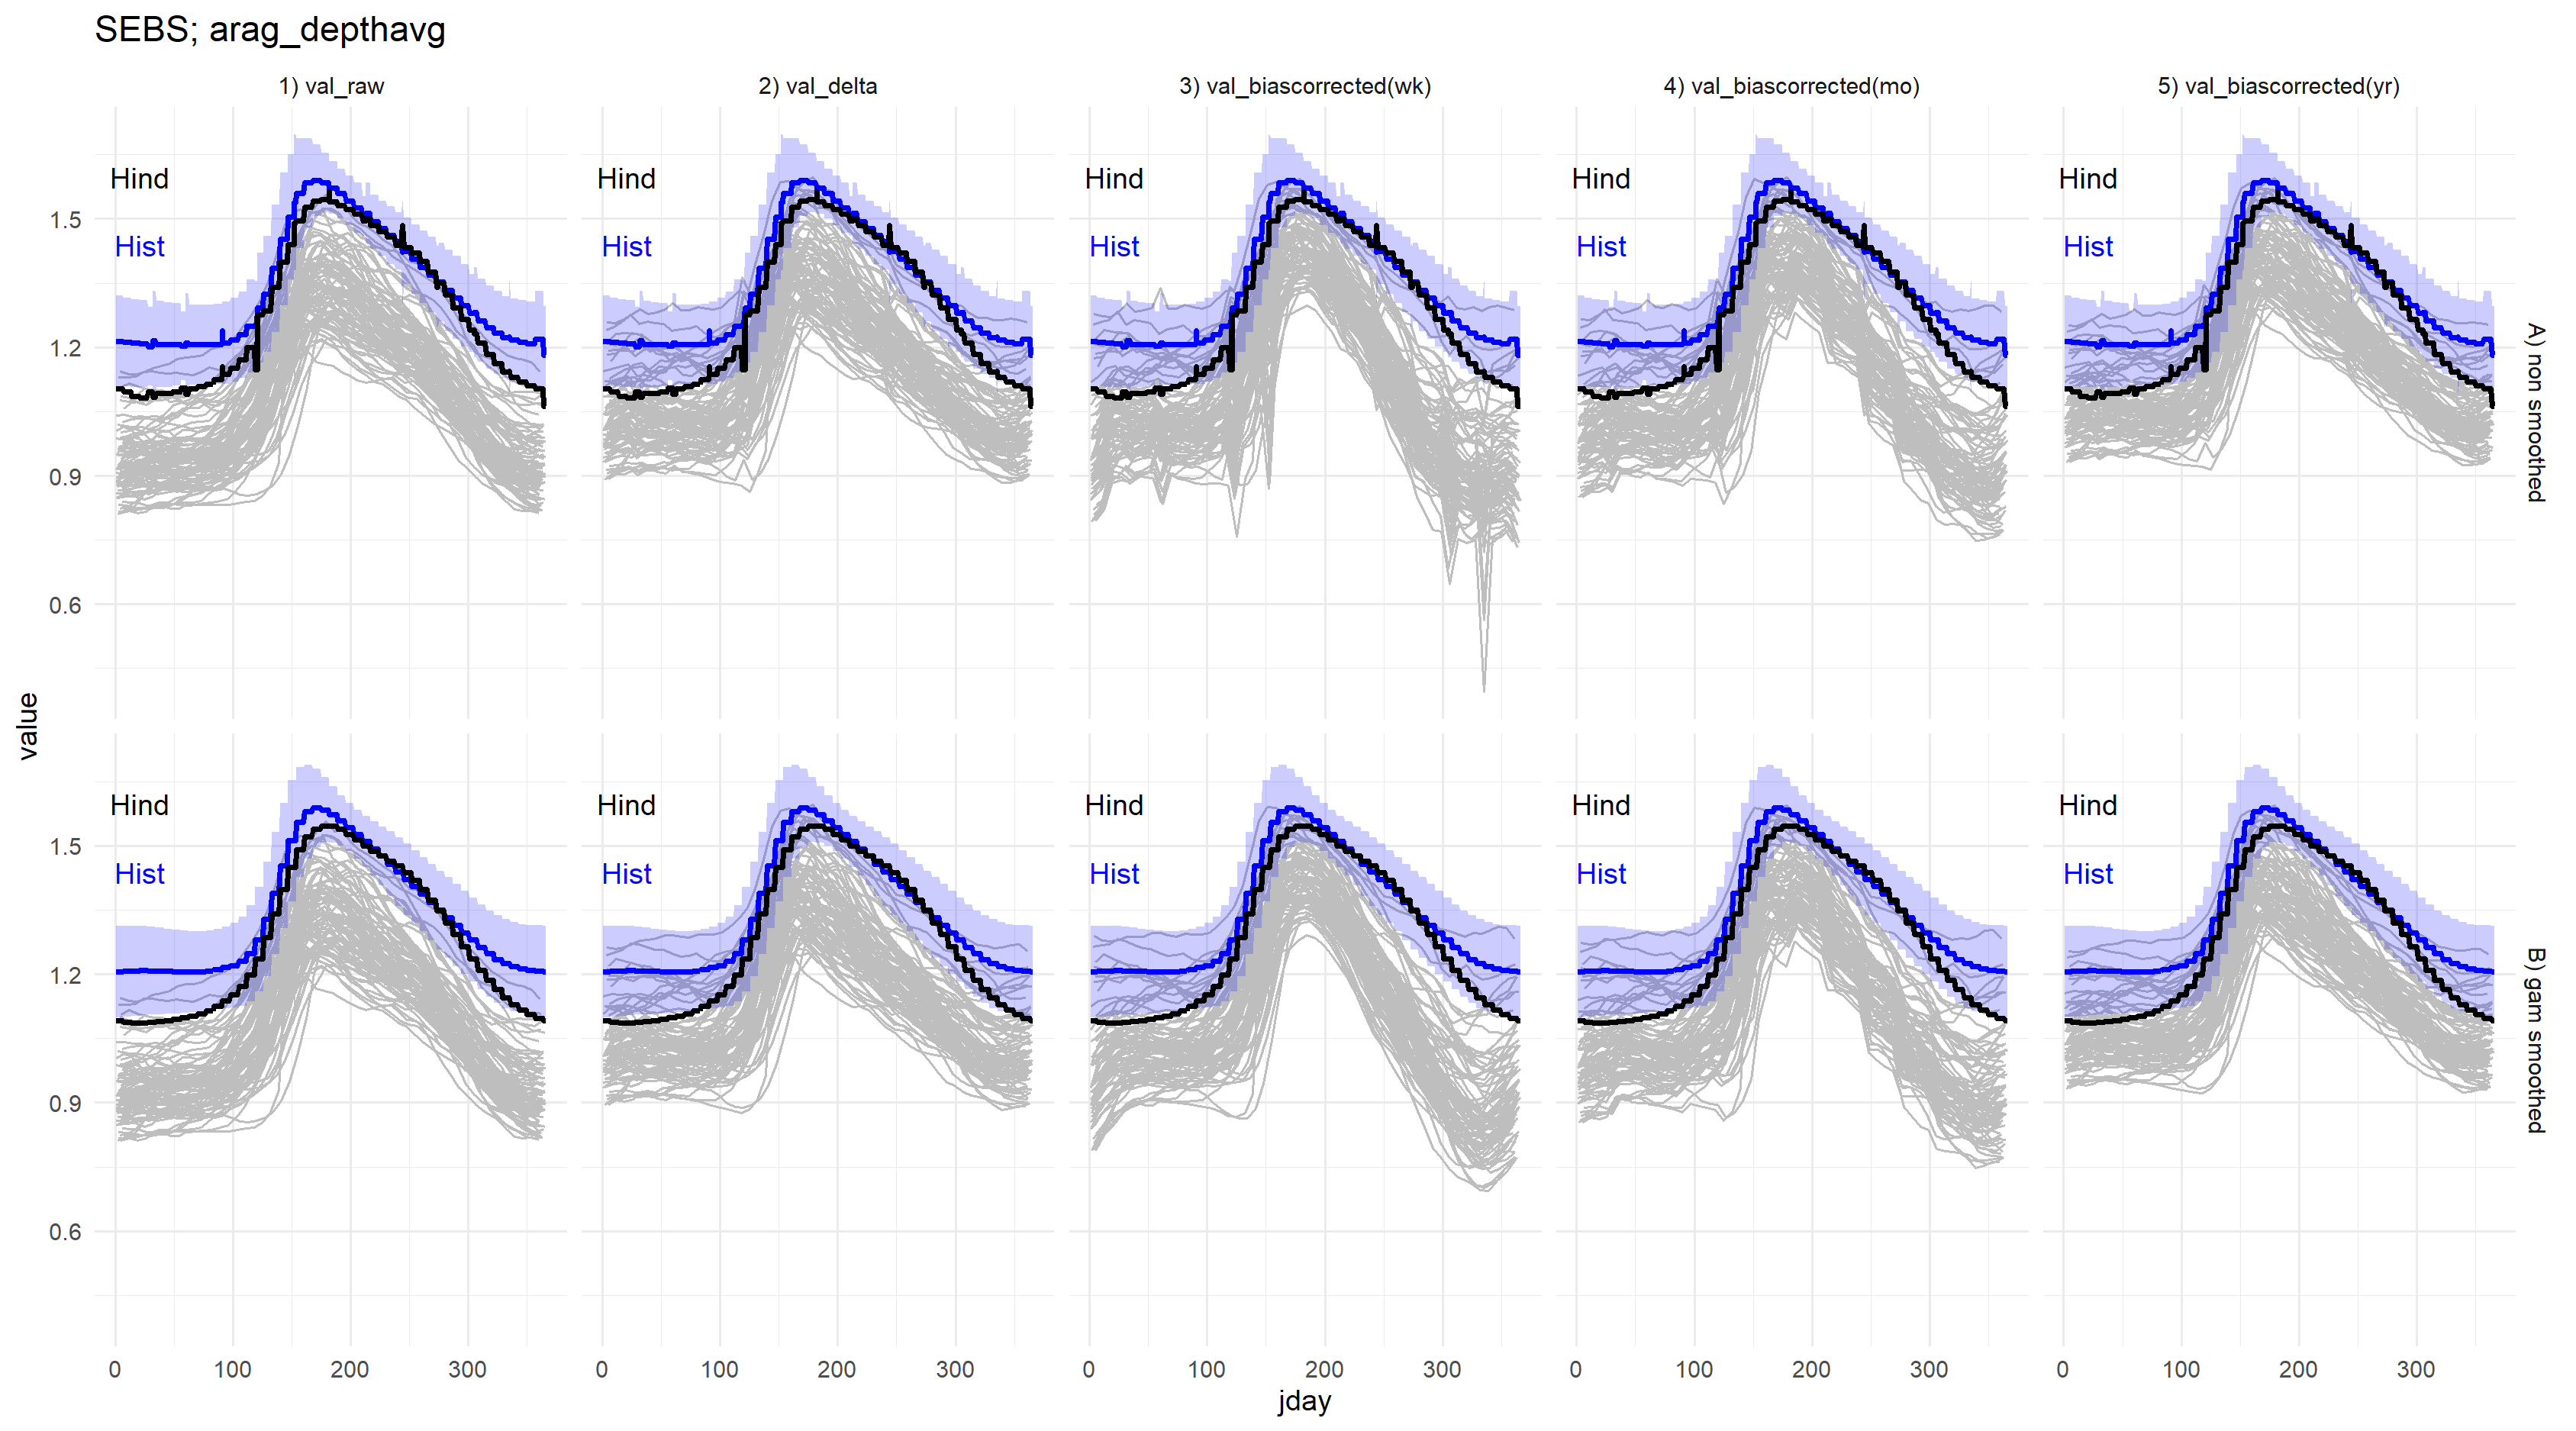 SEBS; arag_depthavg
1) val_raw
2) val_delta
3) val_biascorrected(wk)
4) val_biascorrected(mo)
5) val_biascorrected(yr)
Hind
Hind
Hind
Hind
Hind
Hist
Hist
Hist
Hist
Hist
1.5
1.2
0.9
0.6
A) non smoothed
value
Hind
Hind
Hind
Hind
Hind
Hist
Hist
Hist
Hist
Hist
1.5
1.2
0.9
0.6
B) gam smoothed
0 100 200 300
0 100 200 300
0 100 200 300
0 100 200 300
0 100 200 300
jday